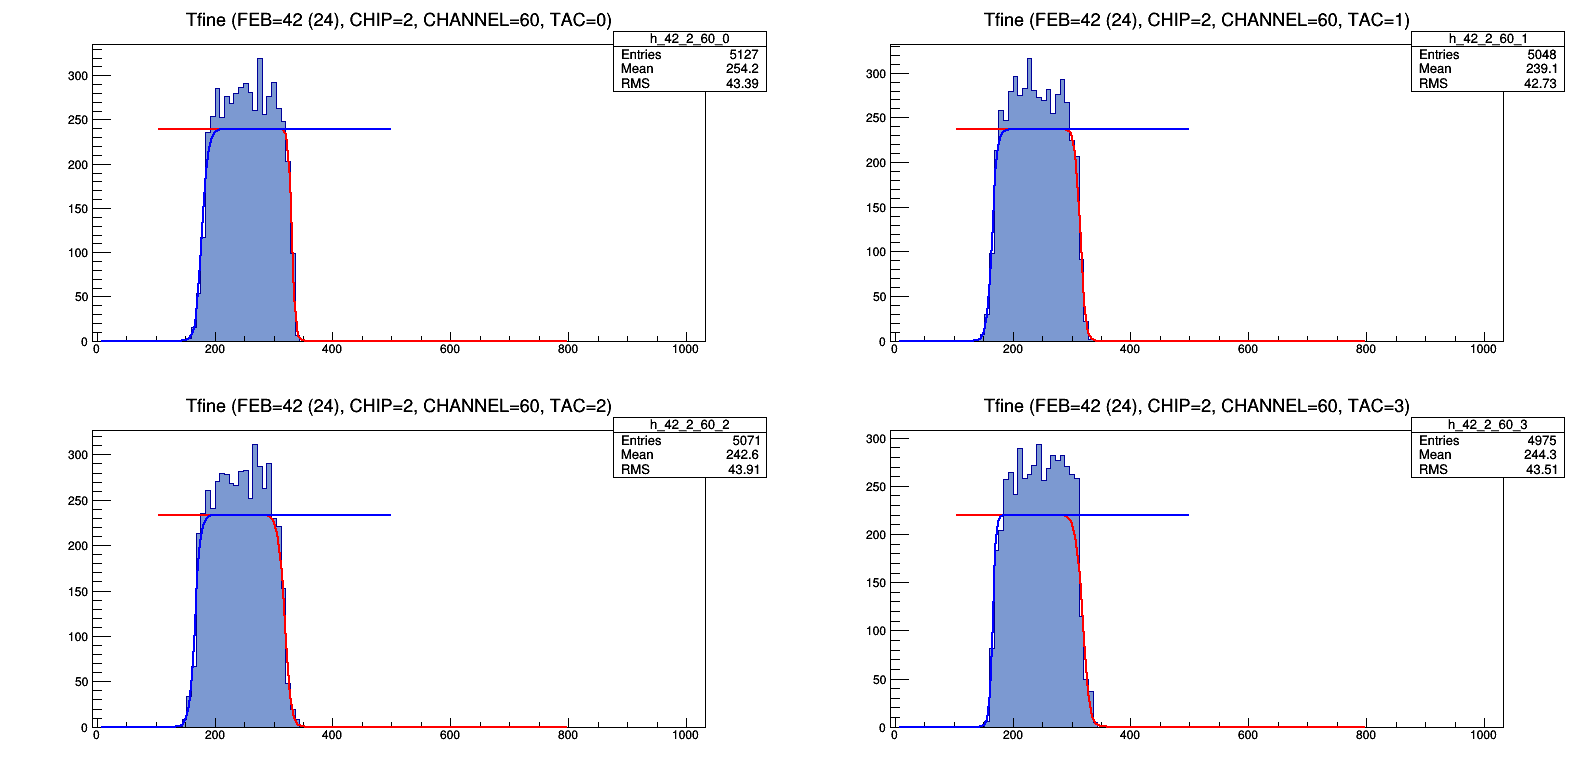 Tfine (FEB=42 (24), CHIP=2, CHANNEL=60, TAC=0)
h_42_2_60_0
Entries 5127
Mean 254.2
RMS 43.39
300
250
200
150
100
50
0
0 200 400 600 800 1000
Tfine (FEB=42 (24), CHIP=2, CHANNEL=60, TAC=1)
h_42_2_60_1
Entries 5048
Mean 239.1
RMS 42.73
300
250
200
150
100
50
0
0 200 400 600 800 1000
Tfine (FEB=42 (24), CHIP=2, CHANNEL=60, TAC=2)
h_42_2_60_2
Entries 5071
Mean 242.6
RMS 43.91
300
250
200
150
100
50
0
0 200 400 600 800 1000
Tfine (FEB=42 (24), CHIP=2, CHANNEL=60, TAC=3)
h_42_2_60_3
Entries 4975
Mean 244.3
RMS 43.51
300
250
200
150
100
50
0
0 200 400 600 800 1000